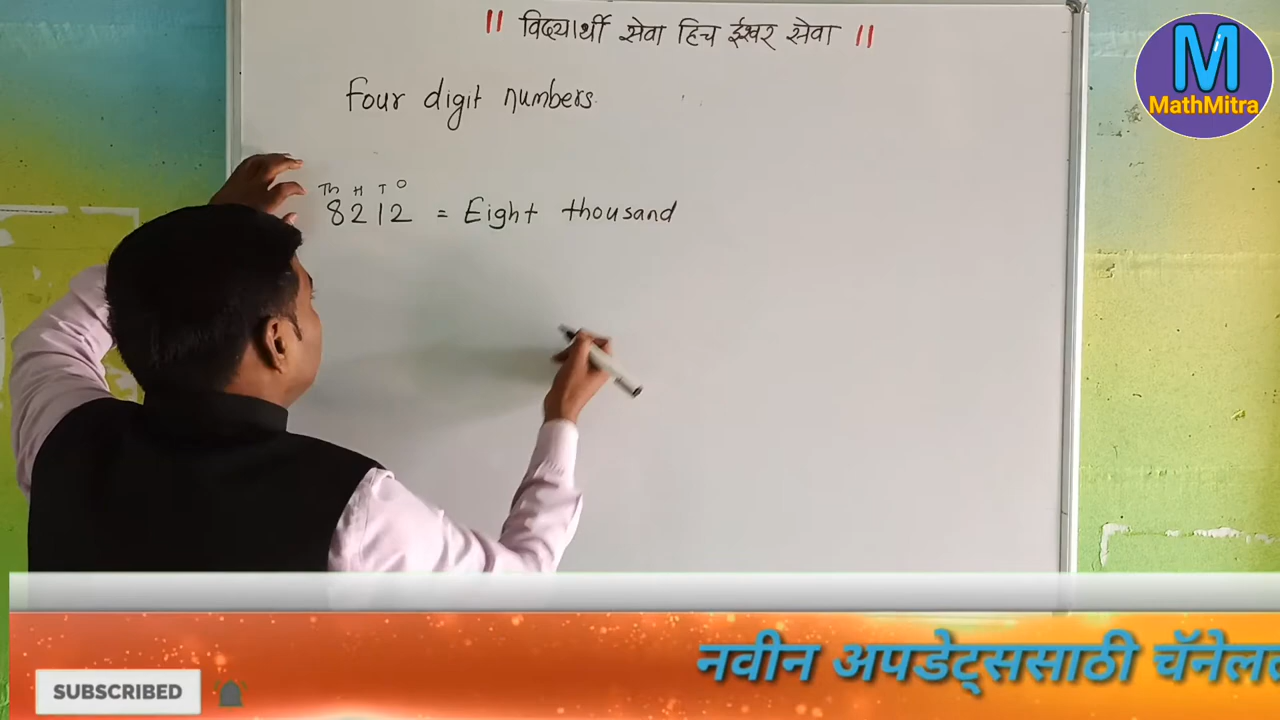 || विद्यार्थी सेवा हिच ईश्वर सेवा ||
M
MathMitra
Four digit numbers.
Th H T O
8212 = Eight thousand
नवीन अपडेट्ससाठी
SUBSCRIBED